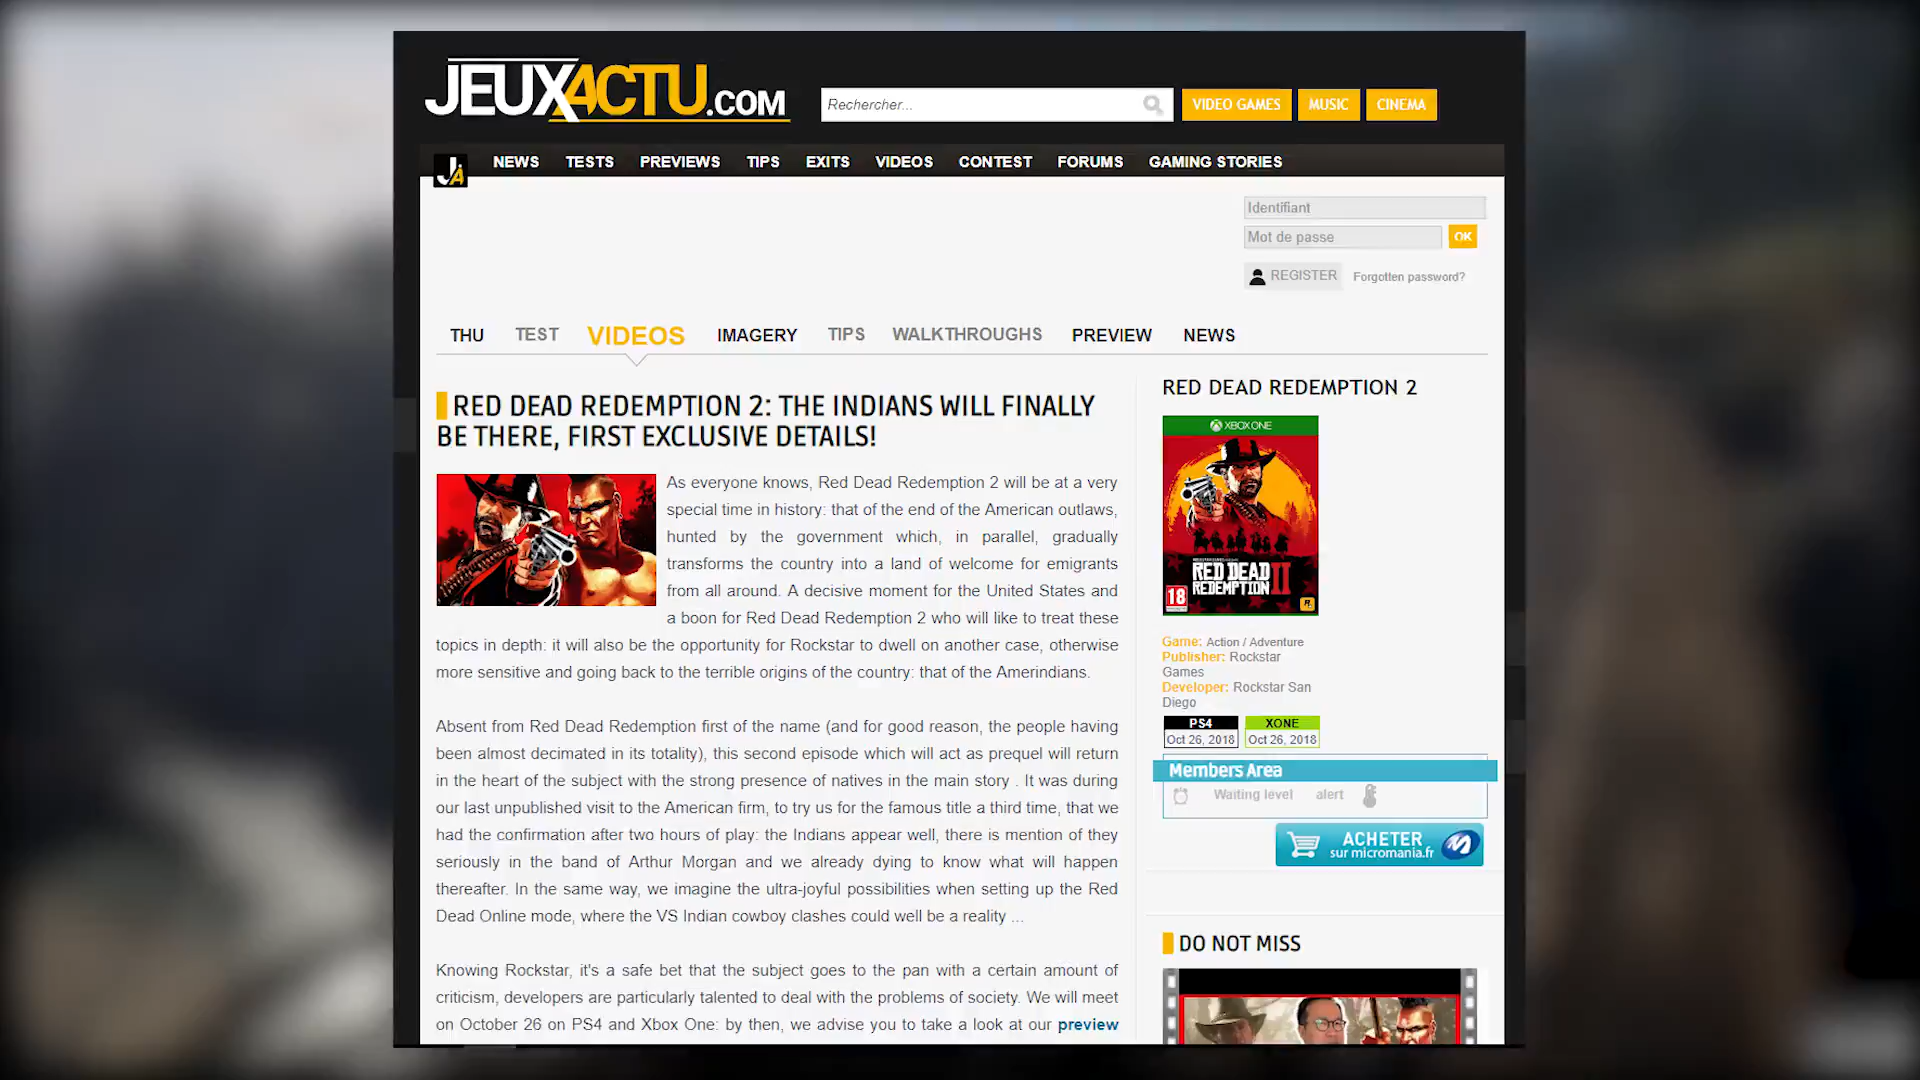 JEUXACTU.COM
Rechercher...
VIDEO GAMES
MUSIC
CINEMA
JA
NEWS TESTS PREVIEWS TIPS EXITS VIDEOS CONTEST FORUMS GAMING STORIES
Identifiant
Mot de passe
OK
REGISTER
Forgotten password?
THU TEST VIDEOS IMAGERY TIPS WALKTHROUGHS PREVIEW NEWS
RED DEAD REDEMPTION 2: THE INDIANS WILL FINALLY
BE THERE, FIRST EXCLUSIVE DETAILS!
As everyone knows, Red Dead Redemption 2 will be at a very
special time in history: that of the end of the American outlaws,
hunted by the government which, in parallel, gradually
transforms the country into a land of welcome for emigrants
from all around. A decisive moment for the United States and
a boon for Red Dead Redemption 2 who will like to treat these
topics in depth: it will also be the opportunity for Rockstar to dwell on another case, otherwise
more sensitive and going back to the terrible origins of the country: that of the Amerindians.
Absent from Red Dead Redemption first of the name (and for good reason, the people having
been almost decimated in its totality), this second episode which will act as prequel will return
in the heart of the subject with the strong presence of natives in the main story . It was during
our last unpublished visit to the American firm, to try us for the famous title a third time, that we
had the confirmation after two hours of play: the Indians appear well, there is mention of they
seriously in the band of Arthur Morgan and we already dying to know what will happen
thereafter. In the same way, we imagine the ultra-joyful possibilities when setting up the Red
Dead Online mode, where the VS Indian cowboy clashes could well be a reality ...
Knowing Rockstar, it's a safe bet that the subject goes to the pan with a certain amount of
criticism, developers are particularly talented to deal with the problems of society. We will meet
on October 26 on PS4 and Xbox One: by then, we advise you to take a look at our preview
RED DEAD REDEMPTION 2
XBOX ONE
RED DEAD
REDEMPTION II
18
R
Game: Action / Adventure
Publisher: Rockstar
Games
Developer: Rockstar San
Diego
PS4 XONE
Oct 26, 2018 Oct 26, 2018
Members Area
Waiting level alert
ACHETER
sur micromania.fr
DO NOT MISS